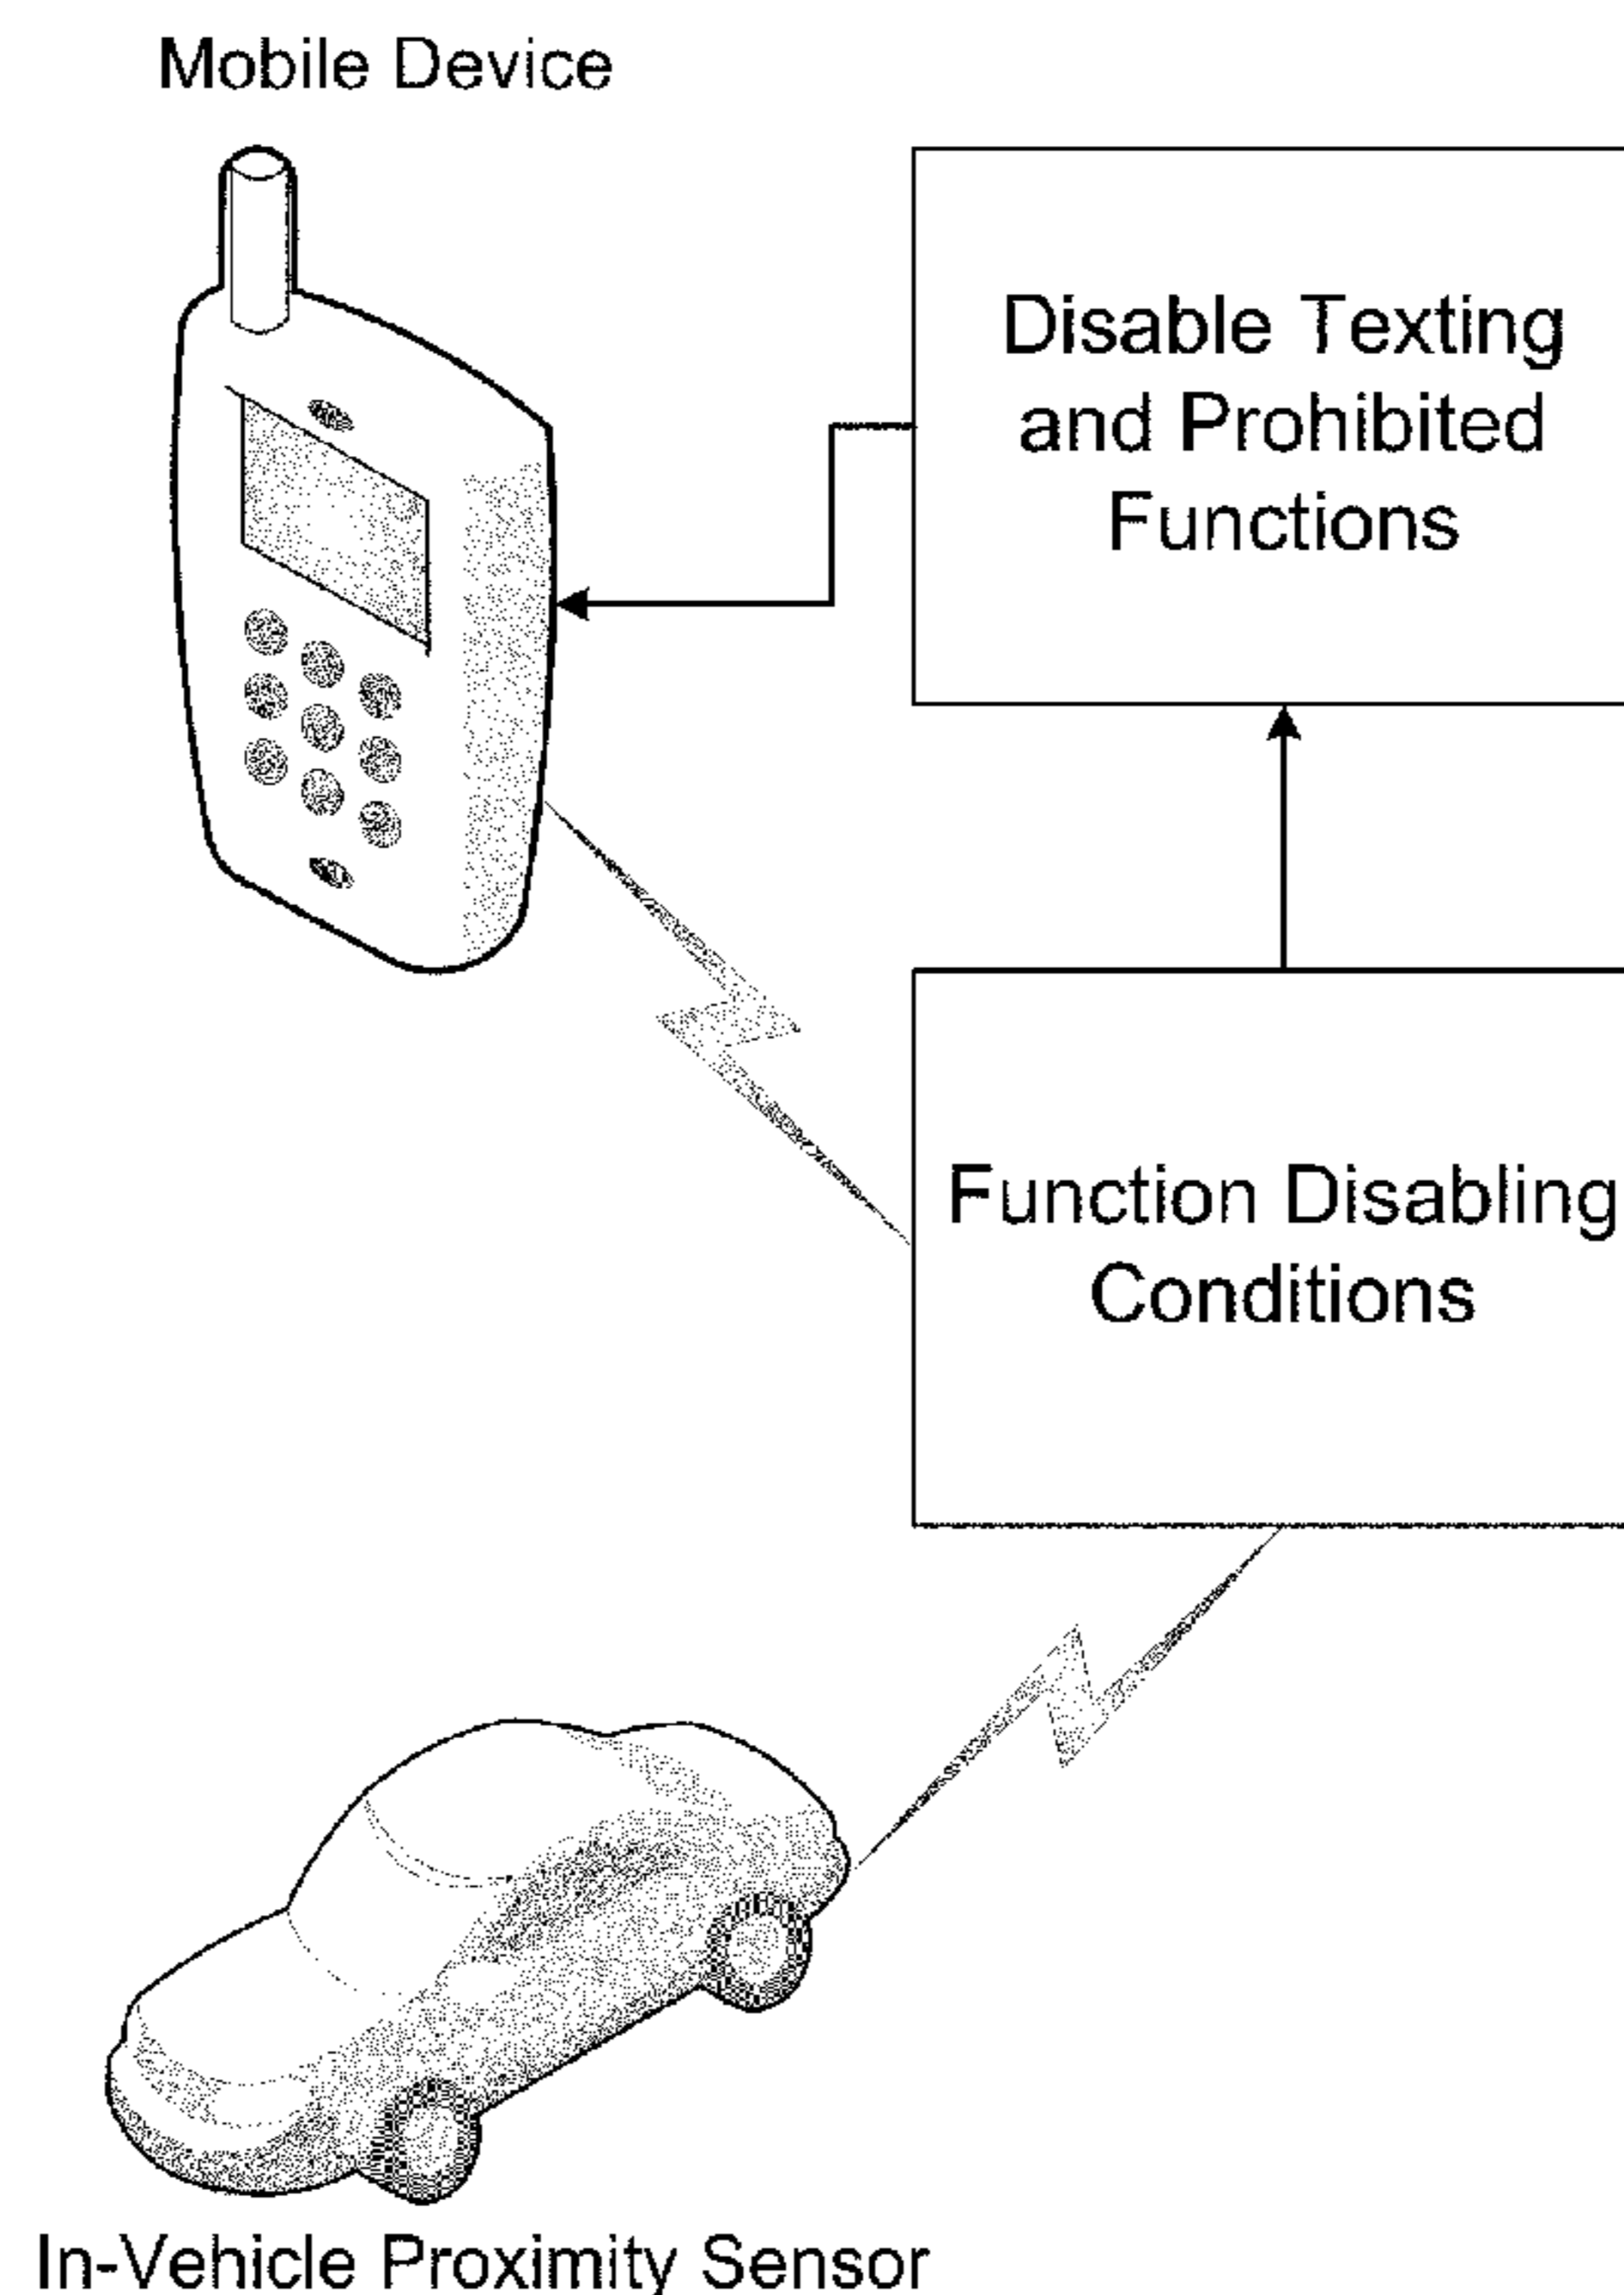 Mobile Device
Disable Texting
and Prohibited
Functions
Function Disabling
Conditions
In-Vehicle Proximity Sensor